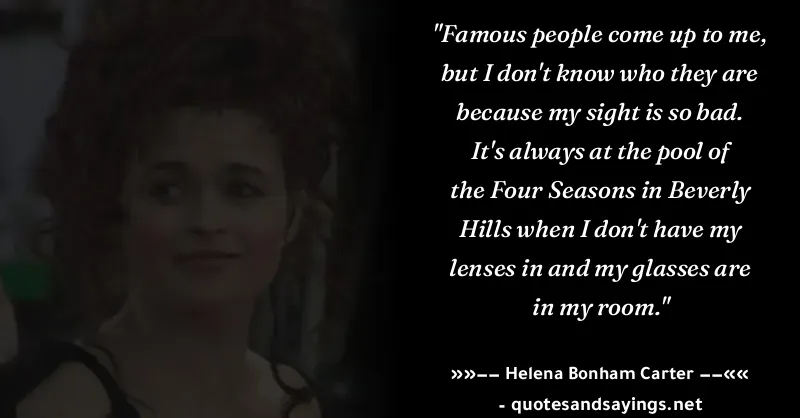 "Famous people come up to me,
but I don't know who they are
because my sight is so bad.
It's always at the pool of
the Four Seasons in Beverly
Hills when I don't have my
lenses in and my glasses are
in my room."
»»–– Helena Bonham Carter ––««
- quotesandsayings.net